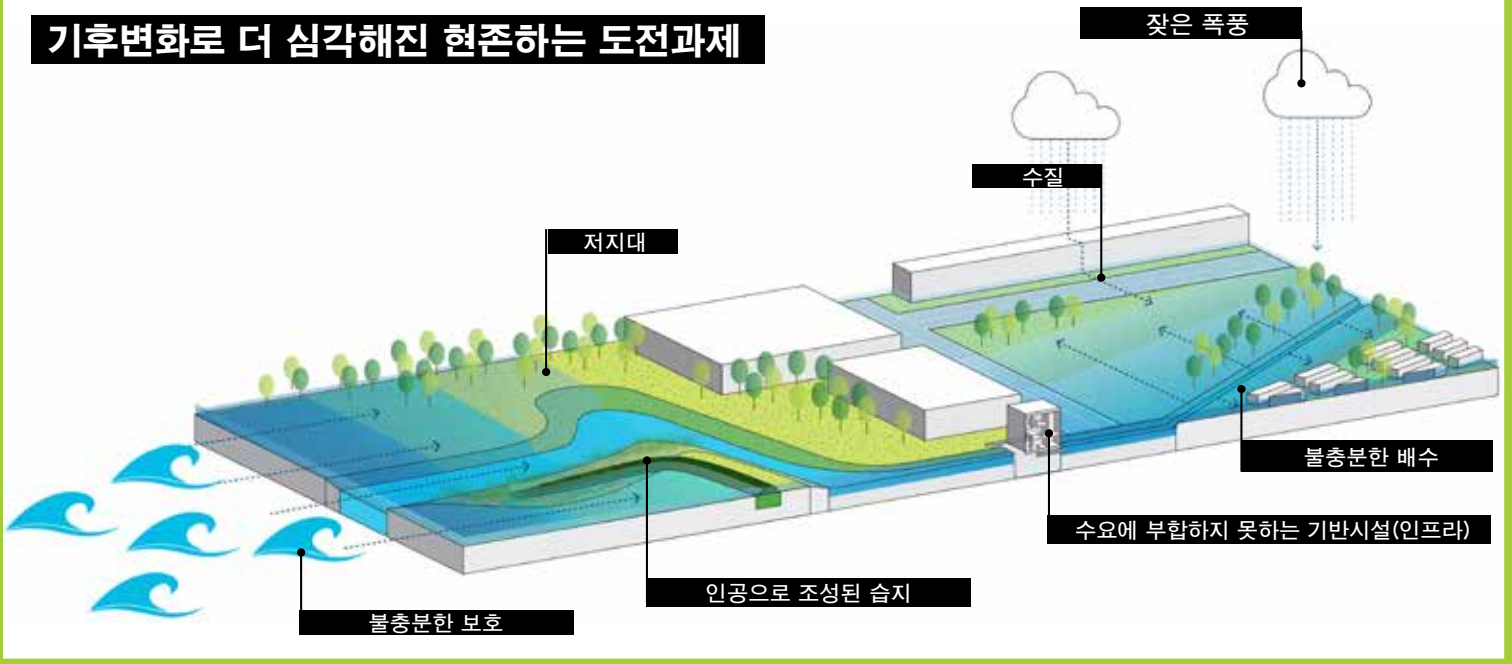 기후변화로 더 심각해진 현존하는 도전과제
잦은 폭풍
수질
저지대
불충분한 배수
수요에 부합하지 못하는 기반시설(인프라)
인공으로 조성된 습지
불충분한 보호